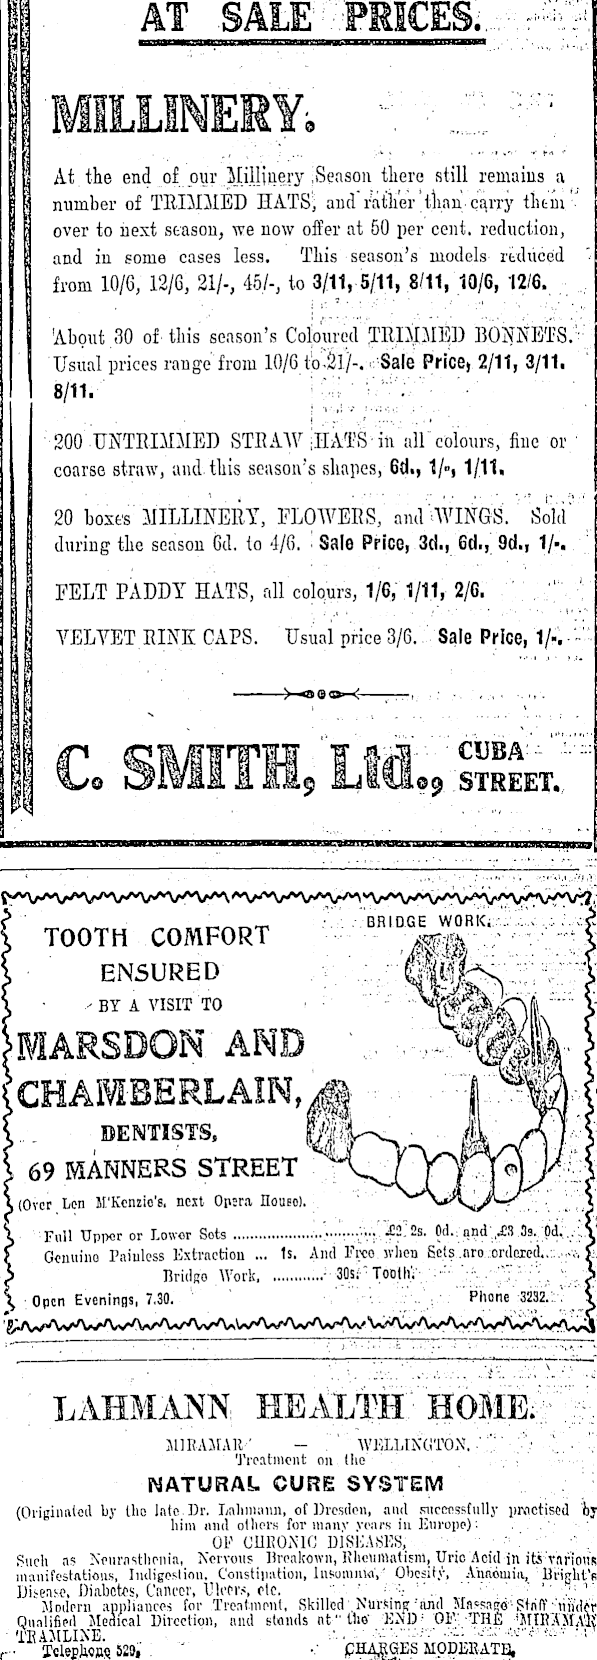 AT SALE PRICES.
MILLINERY.
At the end of our Millinery Season there still remains a
number of TRIMMED HATS, and rather than carry them
over to next season, we now offer at 50 per cent. reduction,
and in some cases less. This season's models reduced
from 10/6, 12/6, 21/-, 45/-, to 3/11, 5/11, 8/11, 10/6, 12/6.
About 30 of this season's Coloured TRIMMED BONNETS.
Usual prices range from 10/6 to 21/-. Sale Price, 2/11, 3/11.
8/11.
200 UNTRIMMED STRAW HATS in all colours, fine or
coarse straw, and this season's shapes, 6d., 1/-, 1/11.
20 boxes MILLINERY, FLOWERS, and WINGS. Sold
during the season 6d. to 4/6. Sale Price, 3d., 6d., 9d., 1/-.
FELT PADDY HATS, all colours, 1/6, 1/11, 2/6.
VELVET RINK CAPS. Usual price 3/6. Sale Price, 1/-.
C. SMITH, Ltd., CUBA STREET.
BRIDGE WORK.
TOOTH COMFORT
ENSURED
BY A VISIT TO
MARSDON AND
CHAMBERLAIN,
DENTISTS,
69 MANNERS STREET
(Over Len M'Kenzie's, next Opera House).
Full Upper or Lower Sets .......... £2 2s. 0d. and £3 3s. 0d.
Genuine Painless Extraction ... 1s. And Free when Sets are ordered.
Bridge Work, ............ 30s. Tooth.
Open Evenings, 7.30. Phone 3232.
LAHMANN HEALTH HOME.
MIRAMAR — WELLINGTON.
Treatment on the
NATURAL CURE SYSTEM
(Originated by the late Dr. Lahmann, of Dresden, and successfully practised by
him and others for many years in Europe):
OF CHRONIC DISEASES,
Such as Neurasthenia, Nervous Breakown, Rheumatism, Uric Acid in its various
manifestations, Indigestion, Constipation, Insomnia, Obesity, Anæmia, Bright's
Disease, Diabetes, Cancer, Ulcers, etc.
Modern appliances for Treatment, Skilled Nursing and Massage Staff under
Qualified Medical Direction, and stands at the END OF THE MIRAMAR
TRAMLINE.
Telephone 529. CHARGES MODERATE.